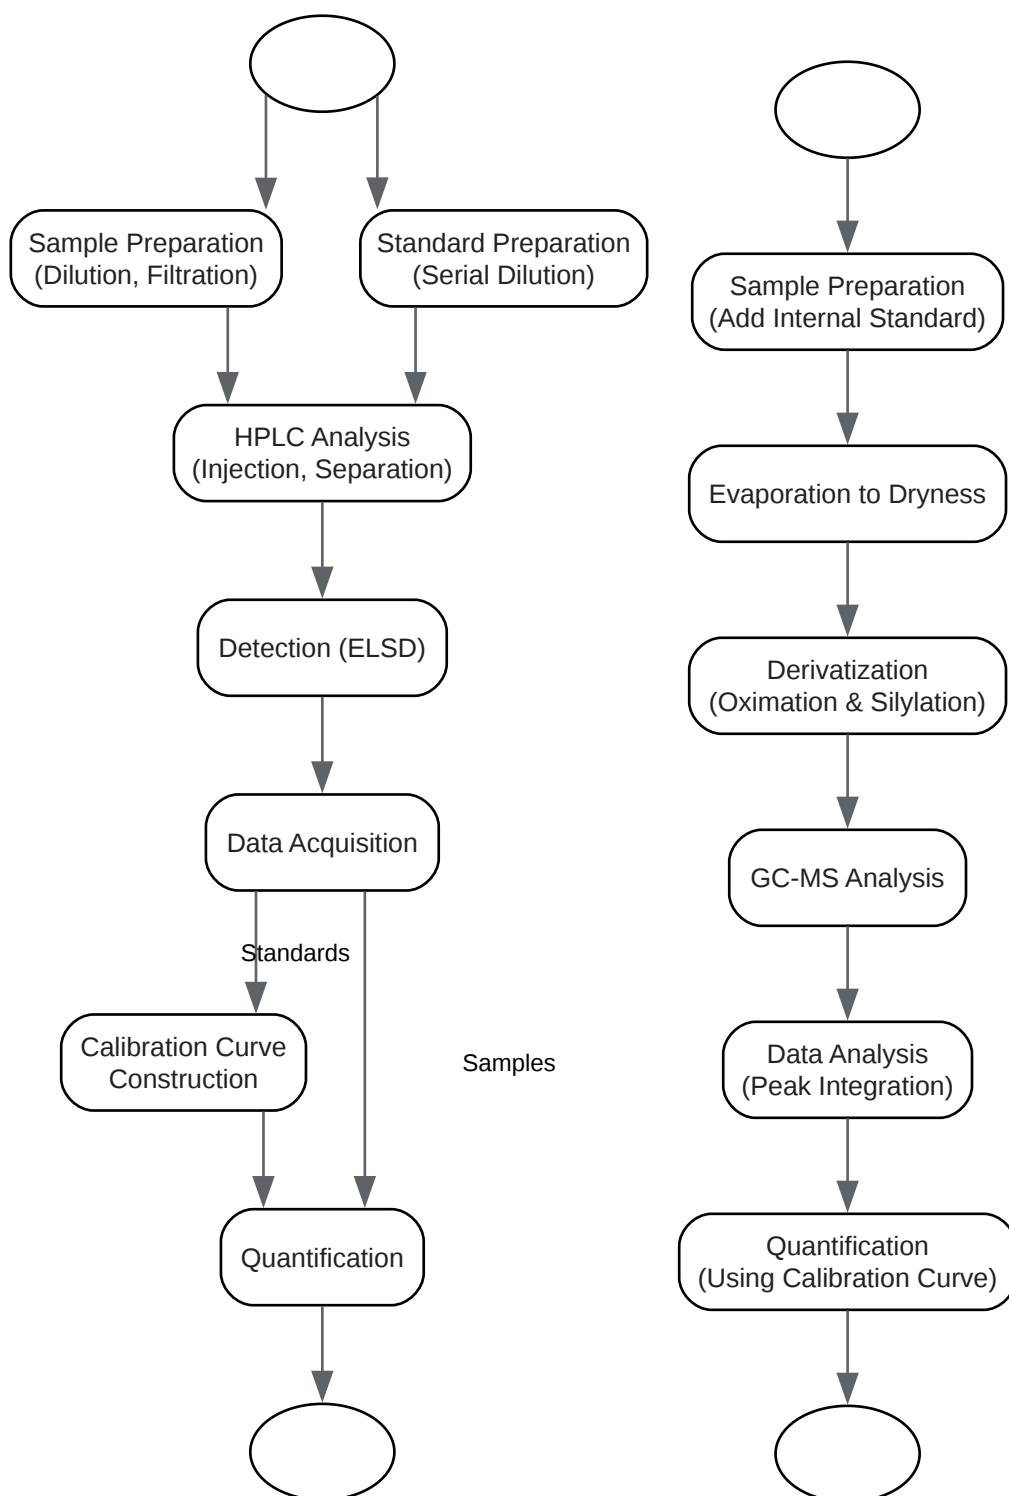 Sample Preparation
(Dilution, Filtration)
Standard Preparation
(Serial Dilution)
HPLC Analysis
(Injection, Separation)
Detection (ELSD)
Data Acquisition
Standards
Samples
Calibration Curve
Construction
Quantification
Sample Preparation
(Add Internal Standard)
Evaporation to Dryness
Derivatization
(Oximation & Silylation)
GC-MS Analysis
Data Analysis
(Peak Integration)
Quantification
(Using Calibration Curve)